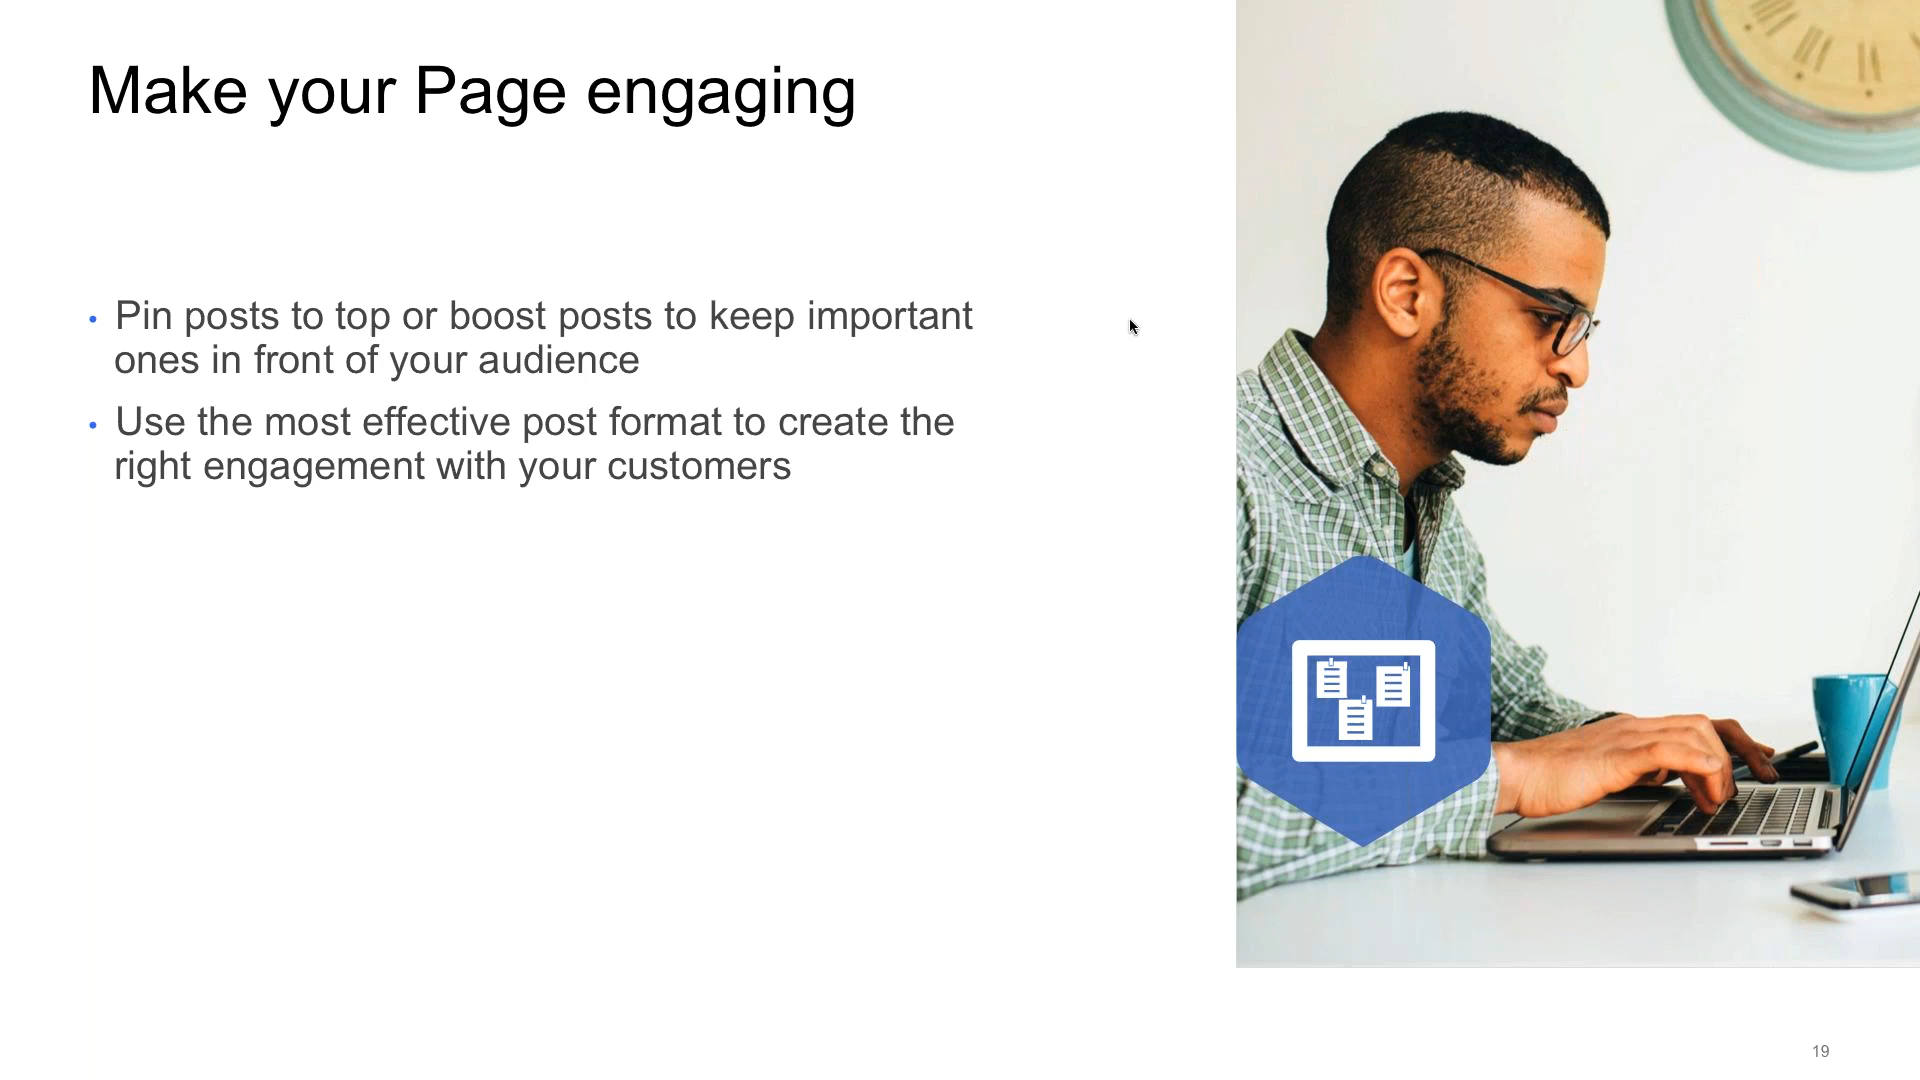 Make your Page engaging
• Pin posts to top or boost posts to keep important
ones in front of your audience
• Use the most effective post format to create the
right engagement with your customers
19